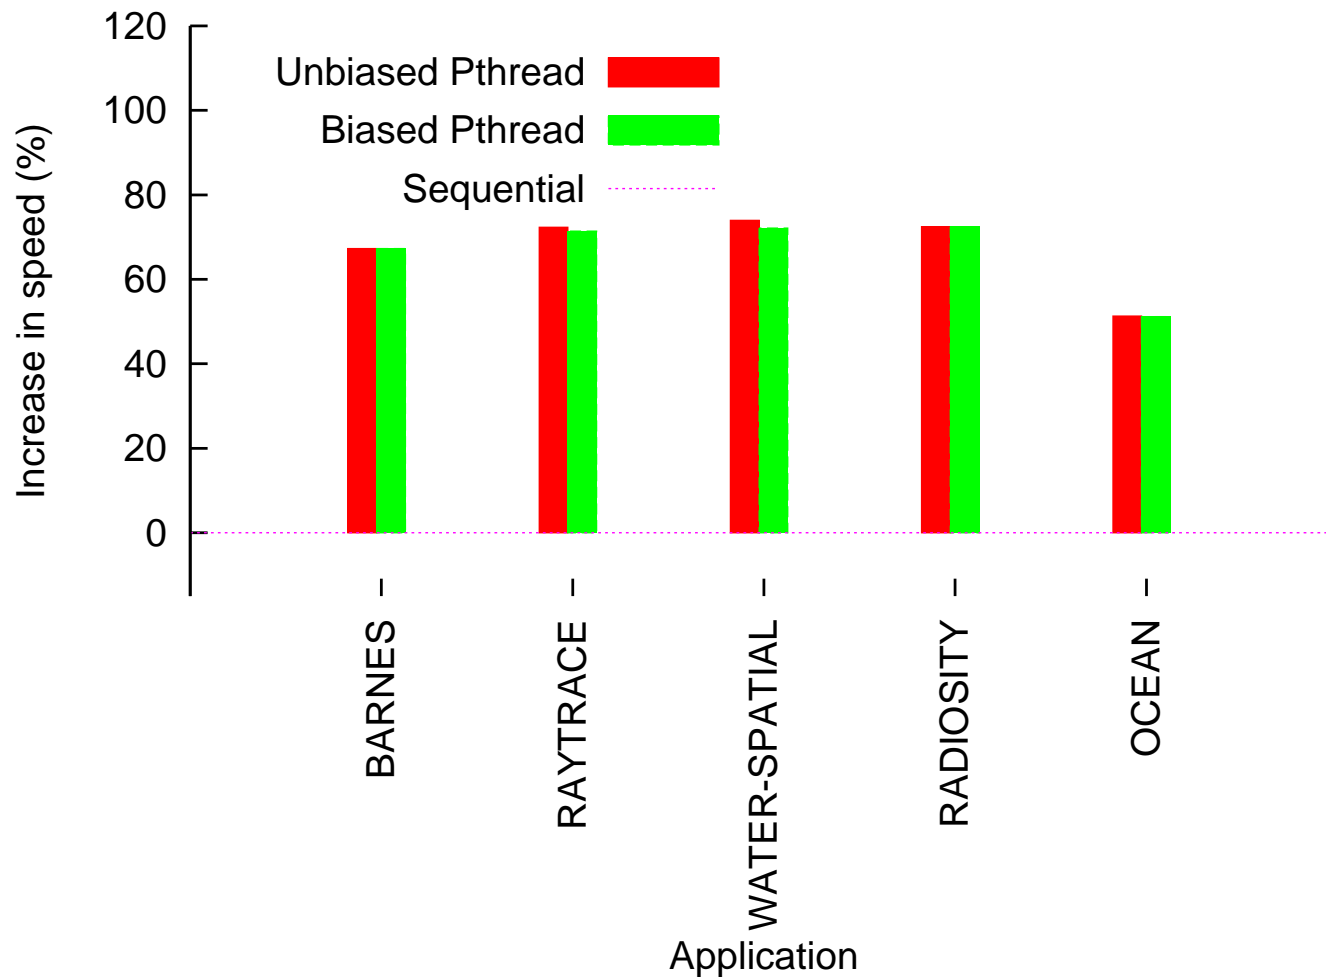 120
100
80
60
40
20
0
Increase in speed (%)
Unbiased Pthread
Biased Pthread
Sequential
BARNES
RAYTRACE
WATER-SPATIAL
RADIOSITY
OCEAN
Application